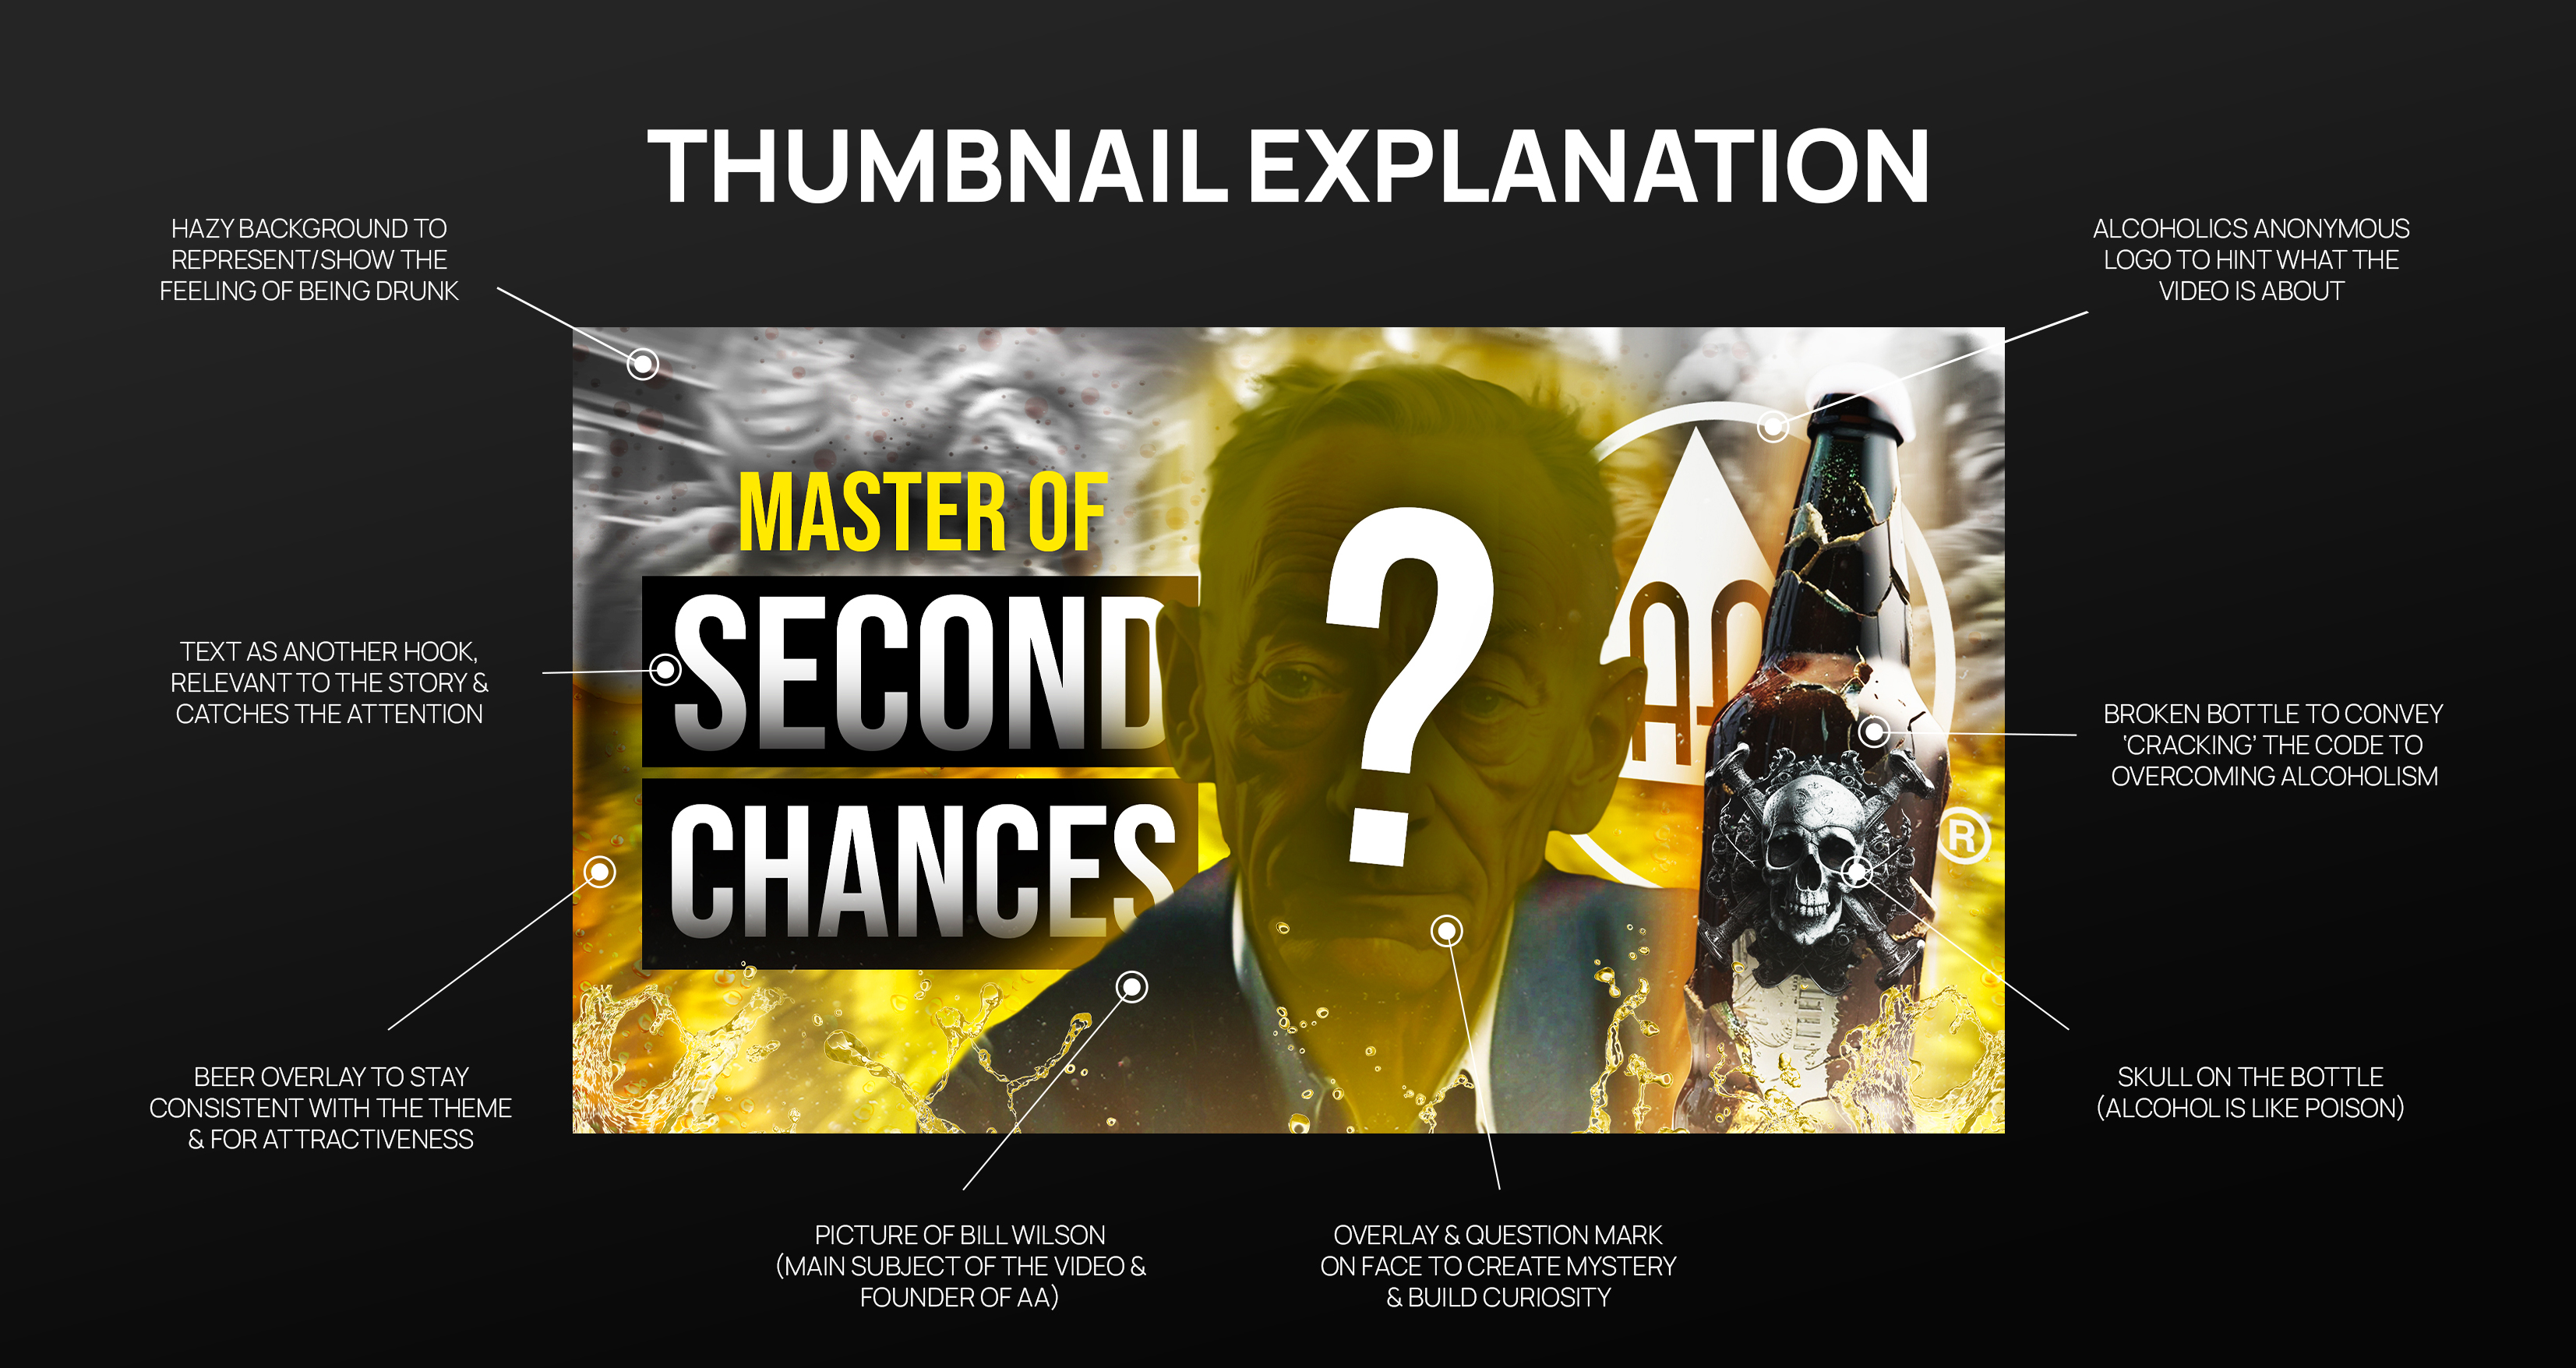 THUMBNAIL EXPLANATION
HAZY BACKGROUND TO
REPRESENT/SHOW THE
FEELING OF BEING DRUNK
ALCOHOLICS ANONYMOUS
LOGO TO HINT WHAT THE
VIDEO IS ABOUT
MASTER OF
SECOND
CHANCES
?
AA
®
TEXT AS ANOTHER HOOK,
RELEVANT TO THE STORY &
CATCHES THE ATTENTION
BROKEN BOTTLE TO CONVEY
‘CRACKING’ THE CODE TO
OVERCOMING ALCOHOLISM
BEER OVERLAY TO STAY
CONSISTENT WITH THE THEME
& FOR ATTRACTIVENESS
SKULL ON THE BOTTLE
(ALCOHOL IS LIKE POISON)
PICTURE OF BILL WILSON
(MAIN SUBJECT OF THE VIDEO &
FOUNDER OF AA)
OVERLAY & QUESTION MARK
ON FACE TO CREATE MYSTERY
& BUILD CURIOSITY